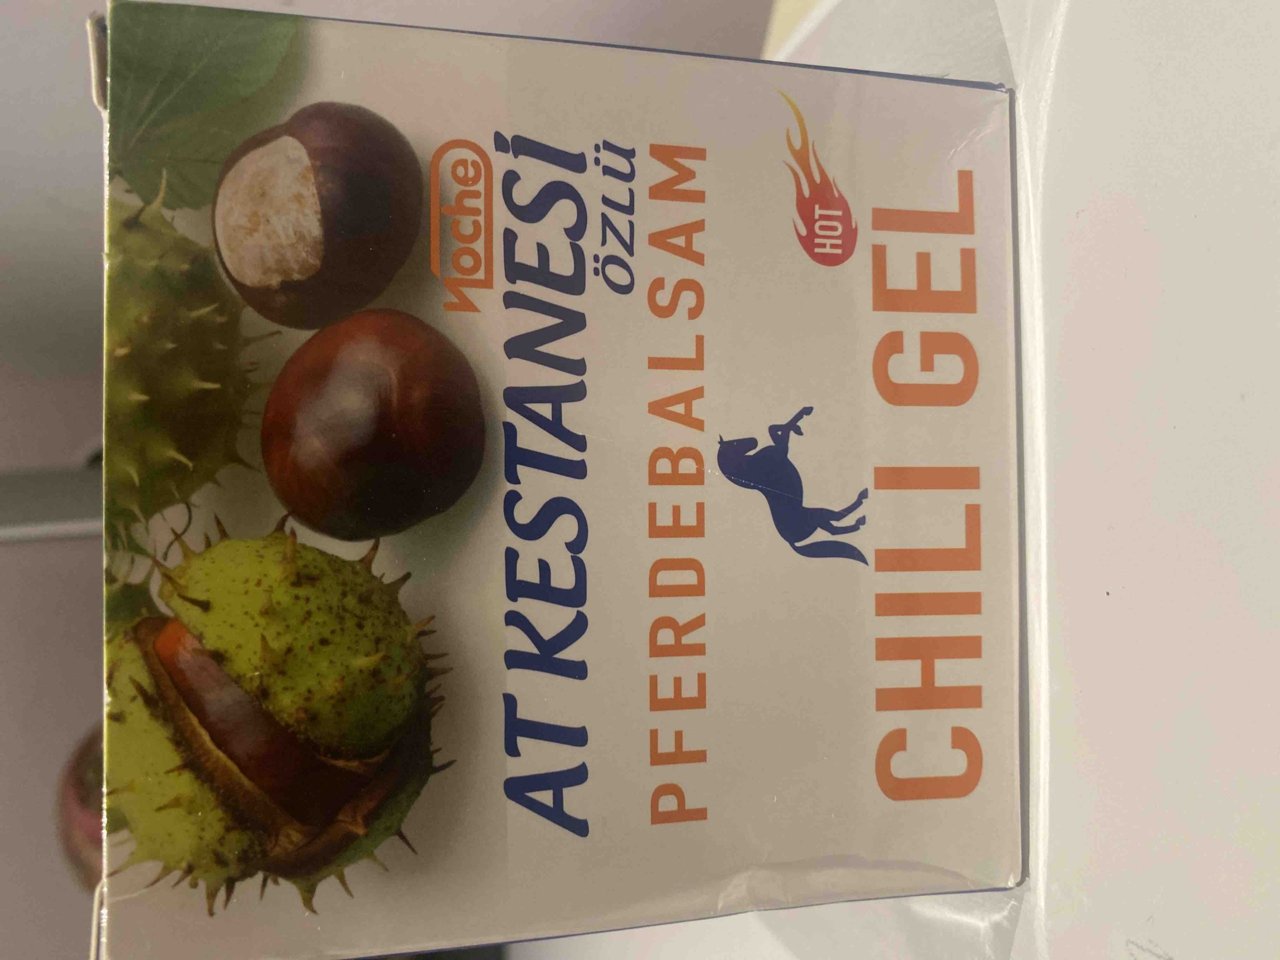 Noche
AT KESTANESİ
ÖZLÜ
PFERDEBALSAM
HOT
CHILI GEL